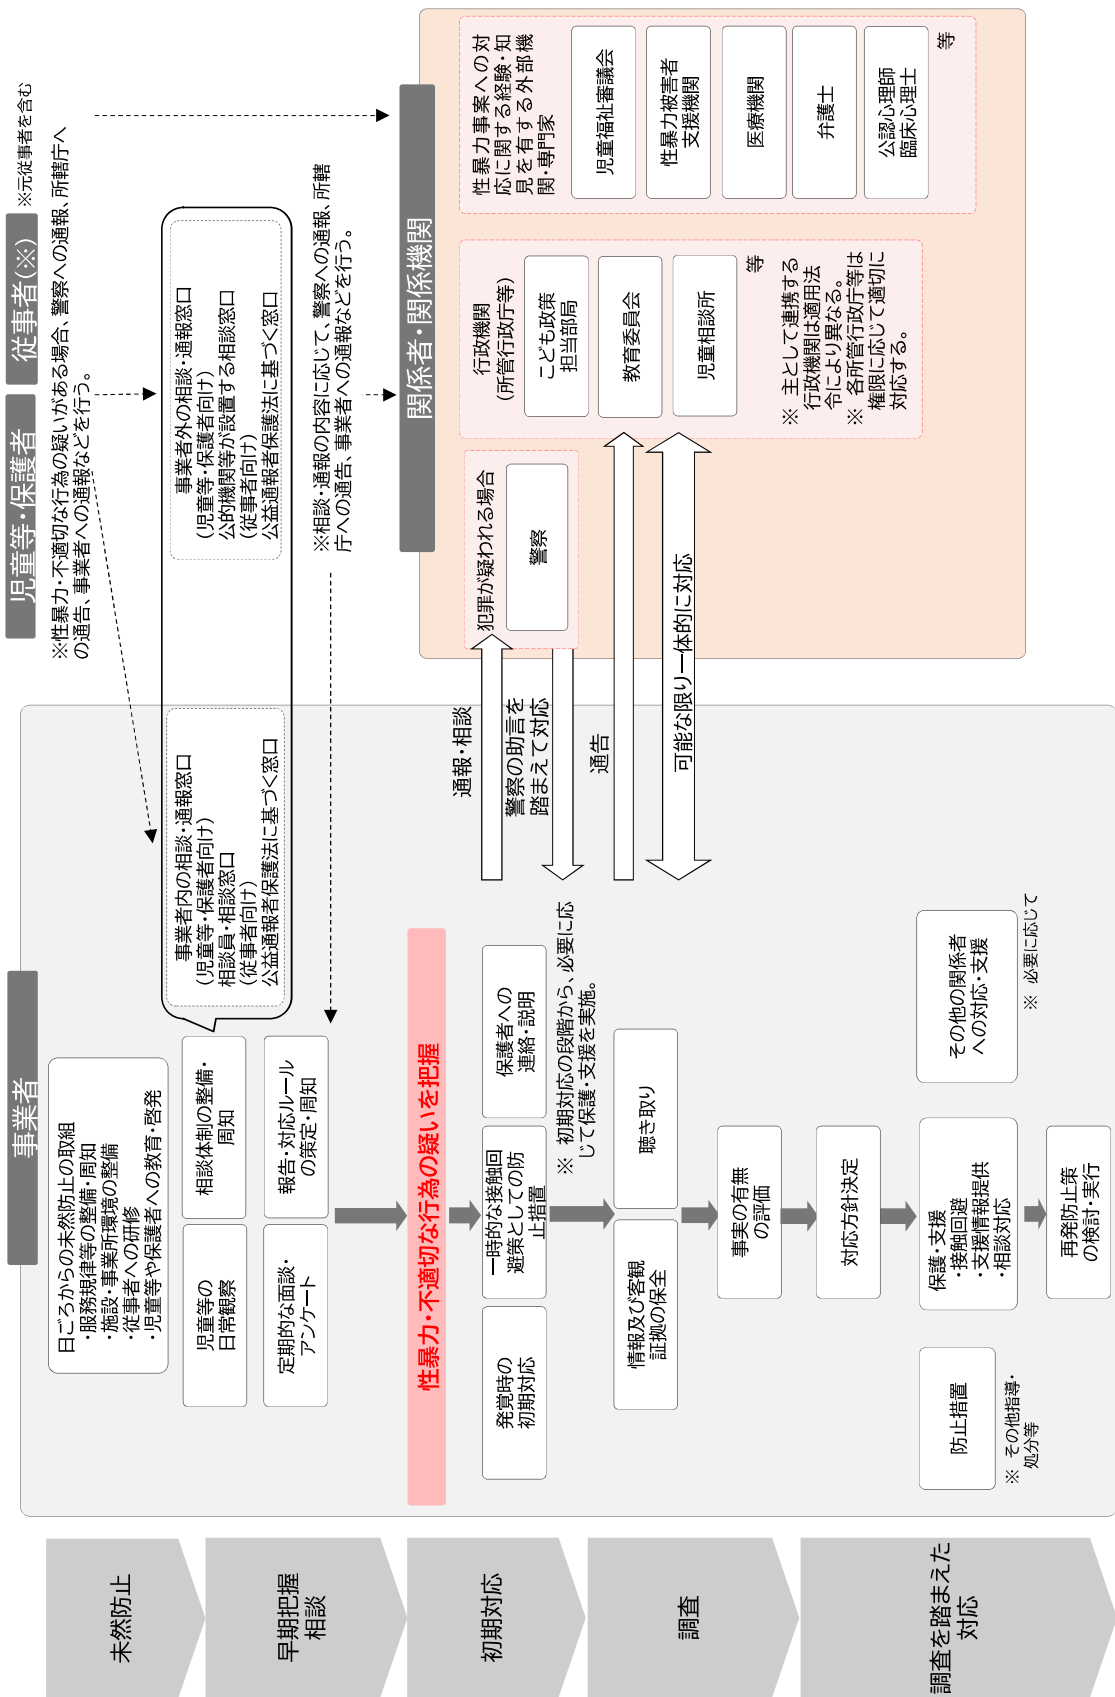 未然防止
早期把握
相談
初期対応
調査
調査を踏まえた
対応
事業者
日ごろからの未然防止の取組
・服務規律等の整備・周知
・施設・事業所環境の整備
・従事者への研修
・児童等や保護者への教育・啓発
児童等の
日常観察
相談体制の整備・
周知
定期的な面談・
アンケート
報告・対応ルール
の策定・周知
性暴力・不適切な行為の疑いを把握
発覚時の
初期対応
一時的な接触回
避策としての防
止措置
保護者への
連絡・説明
※ 初期対応の段階から、必要に応
じて保護・支援を実施。
情報及び客観
証拠の保全
聴き取り
事実の有無
の評価
対応方針決定
防止措置
※ その他指導・
処分等
保護・支援
・接触回避
・支援情報提供
・相談対応
その他の関係者
への対応・支援
※ 必要に応じて
再発防止策
の検討・実行
児童等・保護者
従事者(※)
※元従事者を含む
※性暴力・不適切な行為の疑いがある場合、警察への通報、所轄庁へ
の通告、事業者への通報などを行う。
事業者内の相談・通報窓口
(児童等・保護者向け)
相談員・相談窓口
(従事者向け)
公益通報者保護法に基づく窓口
事業者外の相談・通報窓口
(児童等・保護者向け)
公的機関等が設置する相談窓口
(従事者向け)
公益通報者保護法に基づく窓口
※相談・通報の内容に応じて、警察への通報、所轄
庁への通告、事業者への通報などを行う。
通報・相談
警察の助言を
踏まえて対応
通告
可能な限り一体的に対応
関係者・関係機関
犯罪が疑われる場合
警察
行政機関
(所管行政庁等)
こども政策
担当部局
教育委員会
児童相談所
等
※ 主として連携する
行政機関は適用法
令により異なる。
※ 各所管行政庁等は
権限に応じて適切に
対応する。
性暴力事案への対
応に関する経験・知
見を有する外部機
関・専門家
児童福祉審議会
性暴力被害者
支援機関
医療機関
弁護士
公認心理師
臨床心理士
等